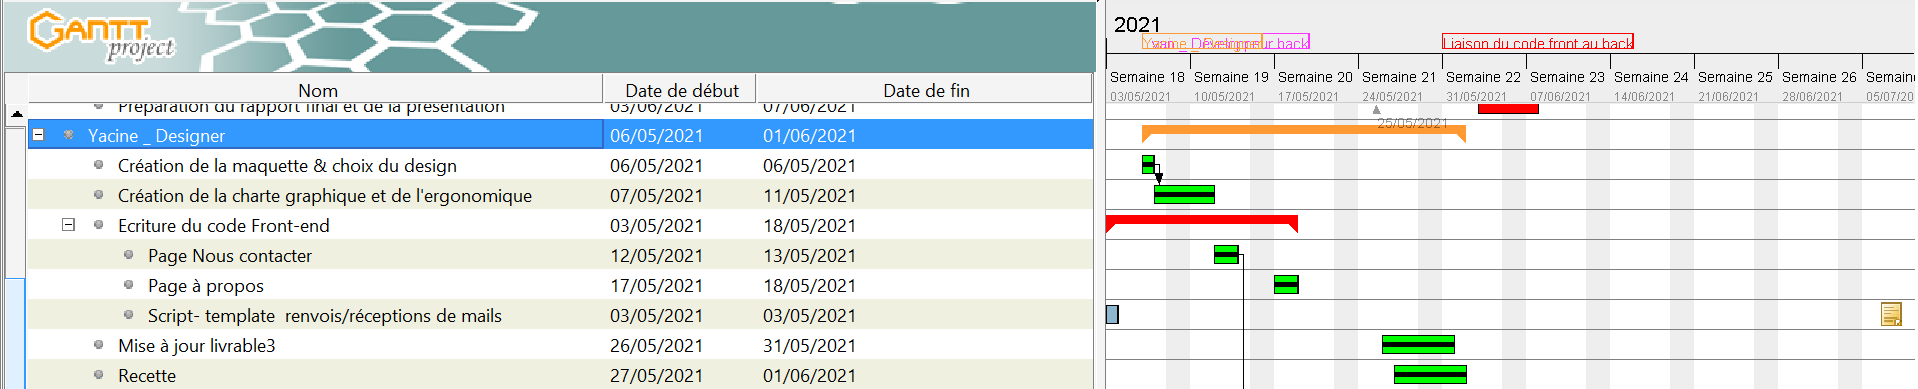 GANTT
project
2021
Développeur back
Liaison du code front au back
Nom Date de début Date de fin
Semaine 18 Semaine 19 Semaine 20 Semaine 21 Semaine 22 Semaine 23 Semaine 24 Semaine 25 Semaine 26 Semain
03/05/2021 10/05/2021 17/05/2021 24/05/2021 31/05/2021 07/06/2021 14/06/2021 21/06/2021 28/06/2021 05/07/20
Préparation du rapport final et de la présentation 03/06/2021 07/06/2021
25/05/2021
Yacine _ Designer 06/05/2021 01/06/2021
Création de la maquette & choix du design 06/05/2021 06/05/2021
Création de la charte graphique et de l'ergonomique 07/05/2021 11/05/2021
Ecriture du code Front-end 03/05/2021 18/05/2021
Page Nous contacter 12/05/2021 13/05/2021
Page à propos 17/05/2021 18/05/2021
Script- template renvois/réceptions de mails 03/05/2021 03/05/2021
Mise à jour livrable3 26/05/2021 31/05/2021
Recette 27/05/2021 01/06/2021